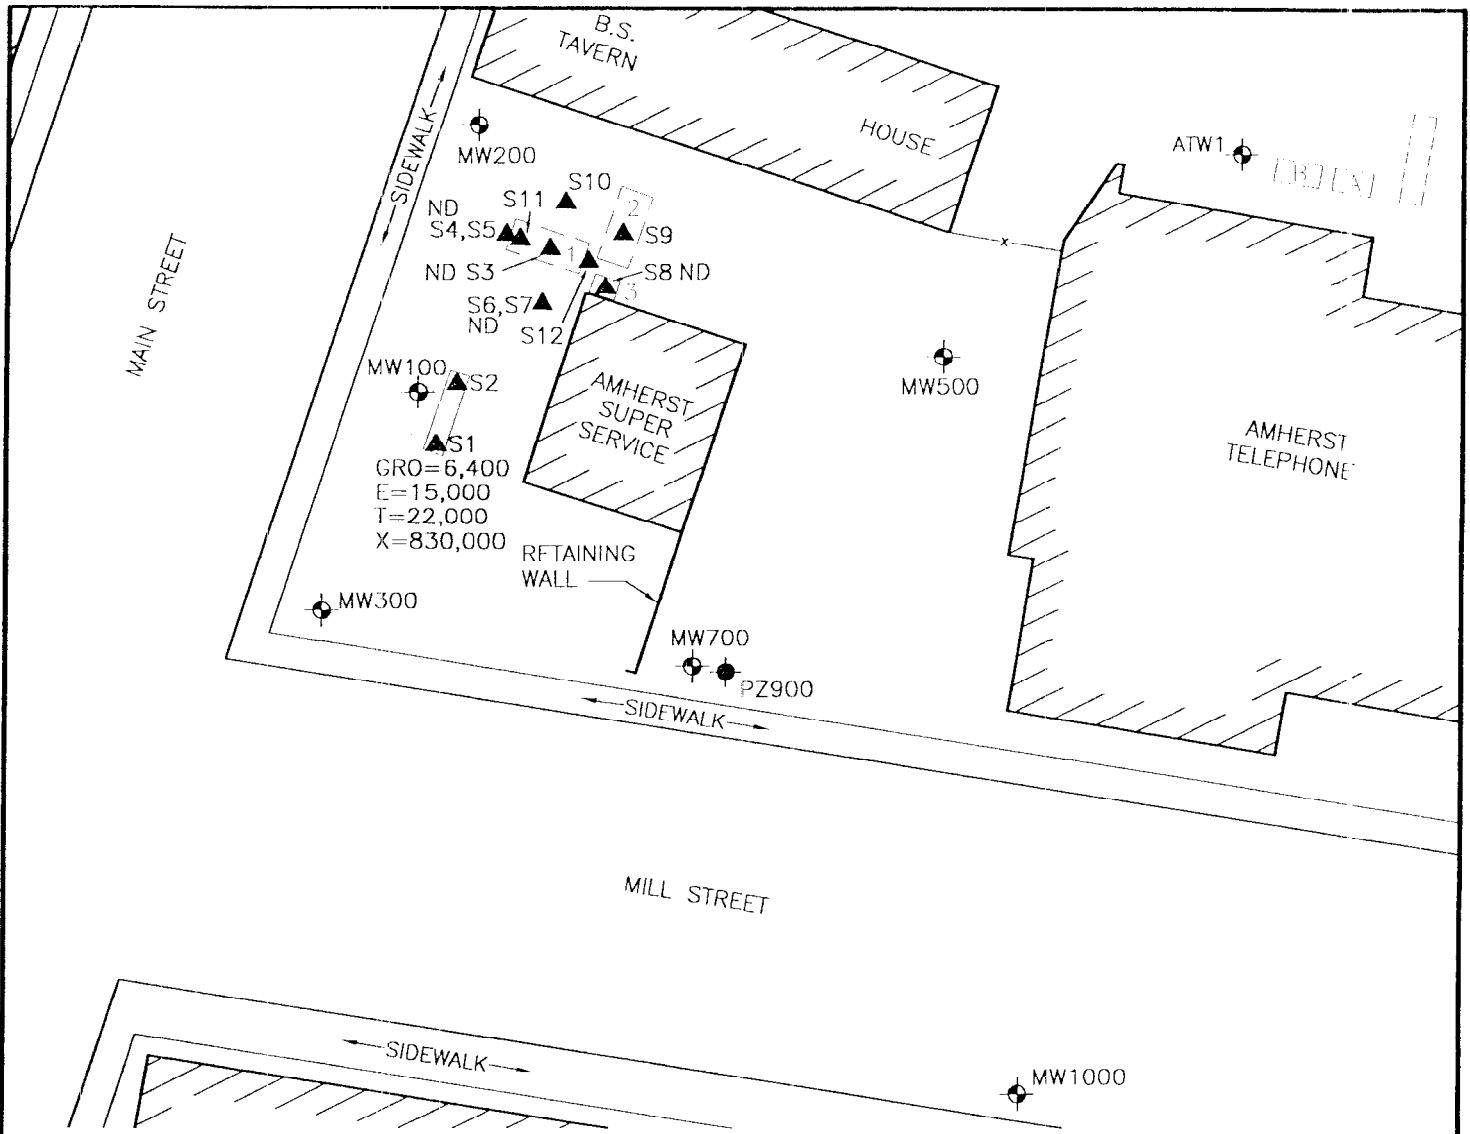 B.S.
TAVERN
HOUSE
ATW1
B
A
SIDEWALK
MW200
S10
S11
2
ND
S4,S5
S9
1
ND S3
S8 ND
3
S6,S7
ND
S12
MAIN STREET
MW100
S2
MW500
AMHERST
SUPER
SERVICE
S1
GRO=6,400
E=15,000
T=22,000
X=830,000
AMHERST
TELEPHONE
RETAINING
WALL
MW300
MW700
PZ900
SIDEWALK
MILL STREET
SIDEWALK
MW1000